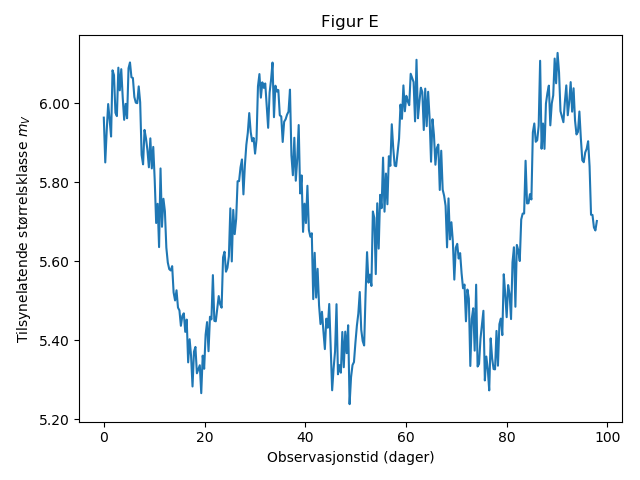 Figur E
Tilsynelatende størrelsklasse m_V
6.00
5.80
5.60
5.40
5.20
0 20 40 60 80 100
Observasjonstid (dager)